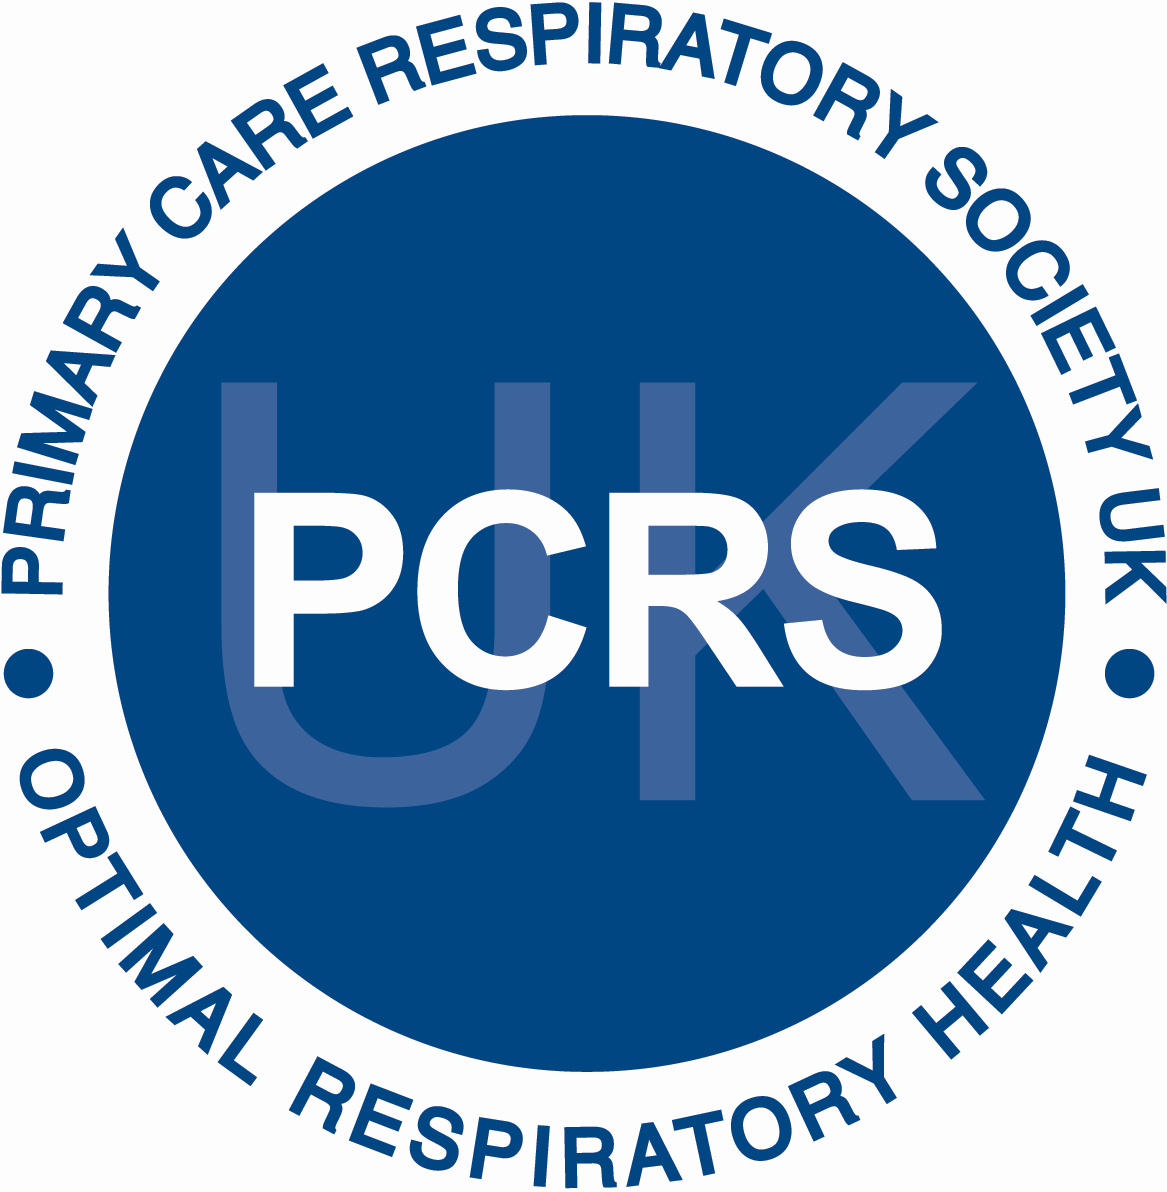 PRIMARY CARE RESPIRATORY SOCIETY UK
UK
PCRS
• OPTIMAL RESPIRATORY HEALTH •